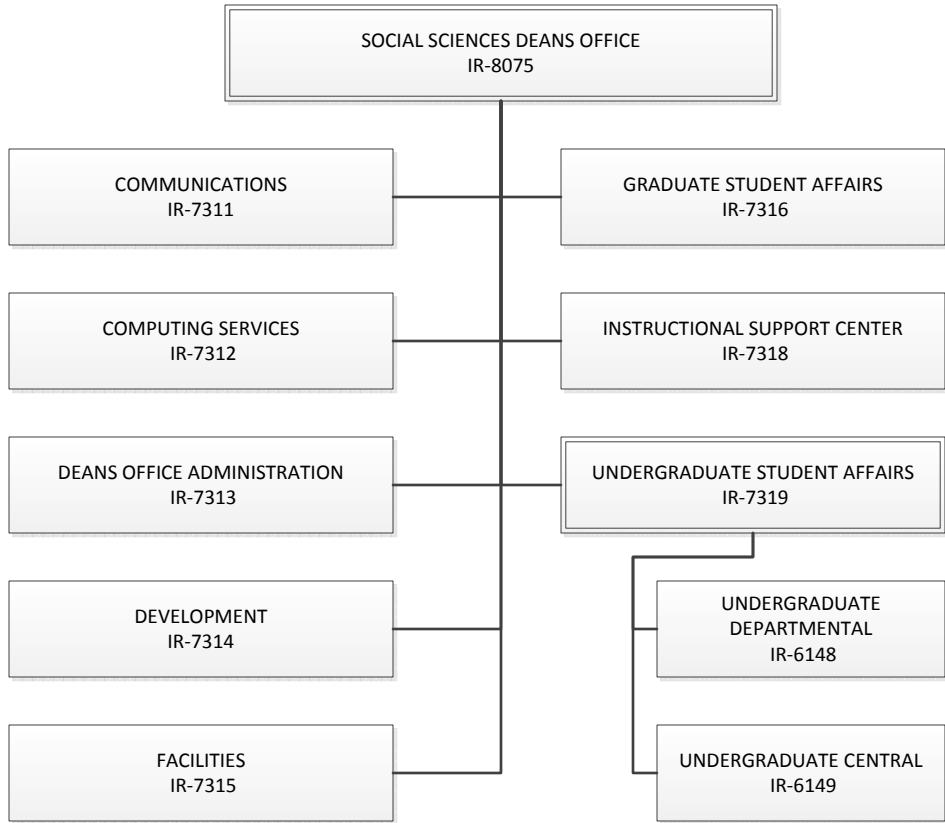 SOCIAL SCIENCES DEANS OFFICE
IR-8075
COMMUNICATIONS
IR-7311
GRADUATE STUDENT AFFAIRS
IR-7316
COMPUTING SERVICES
IR-7312
INSTRUCTIONAL SUPPORT CENTER
IR-7318
DEANS OFFICE ADMINISTRATION
IR-7313
UNDERGRADUATE STUDENT AFFAIRS
IR-7319
DEVELOPMENT
IR-7314
UNDERGRADUATE
DEPARTMENTAL
IR-6148
FACILITIES
IR-7315
UNDERGRADUATE CENTRAL
IR-6149